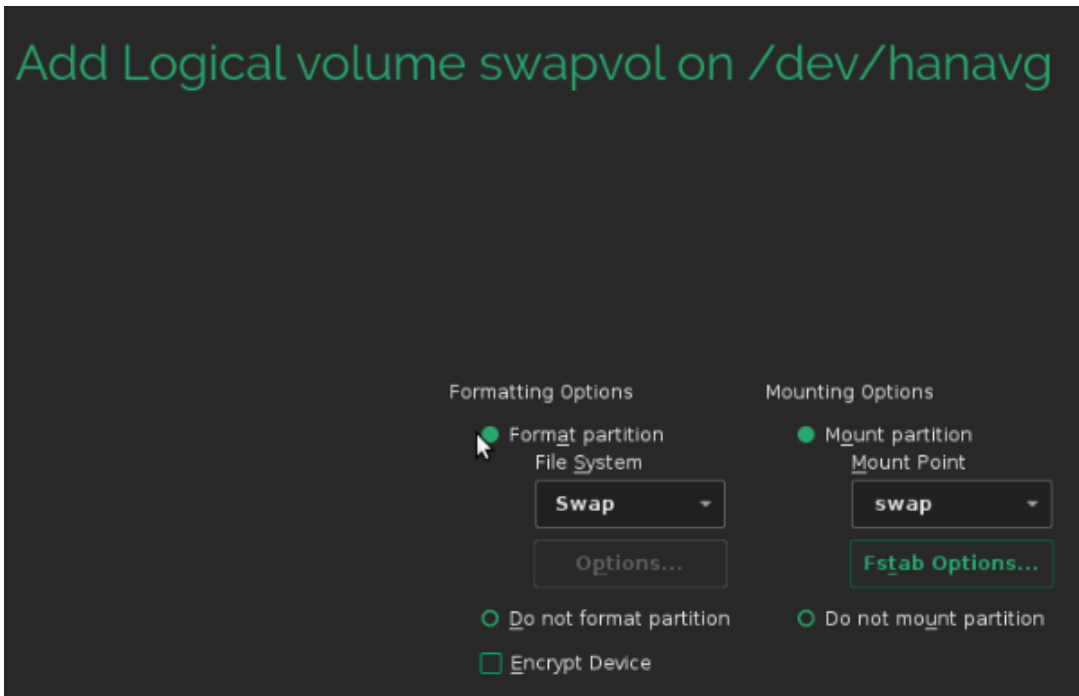 Add Logical volume swapvol on /dev/hanavg
Formatting Options
Format partition
File System
Swap
Options...
Do not format partition
Encrypt Device
Mounting Options
Mount partition
Mount Point
swap
Fstab Options...
Do not mount partition